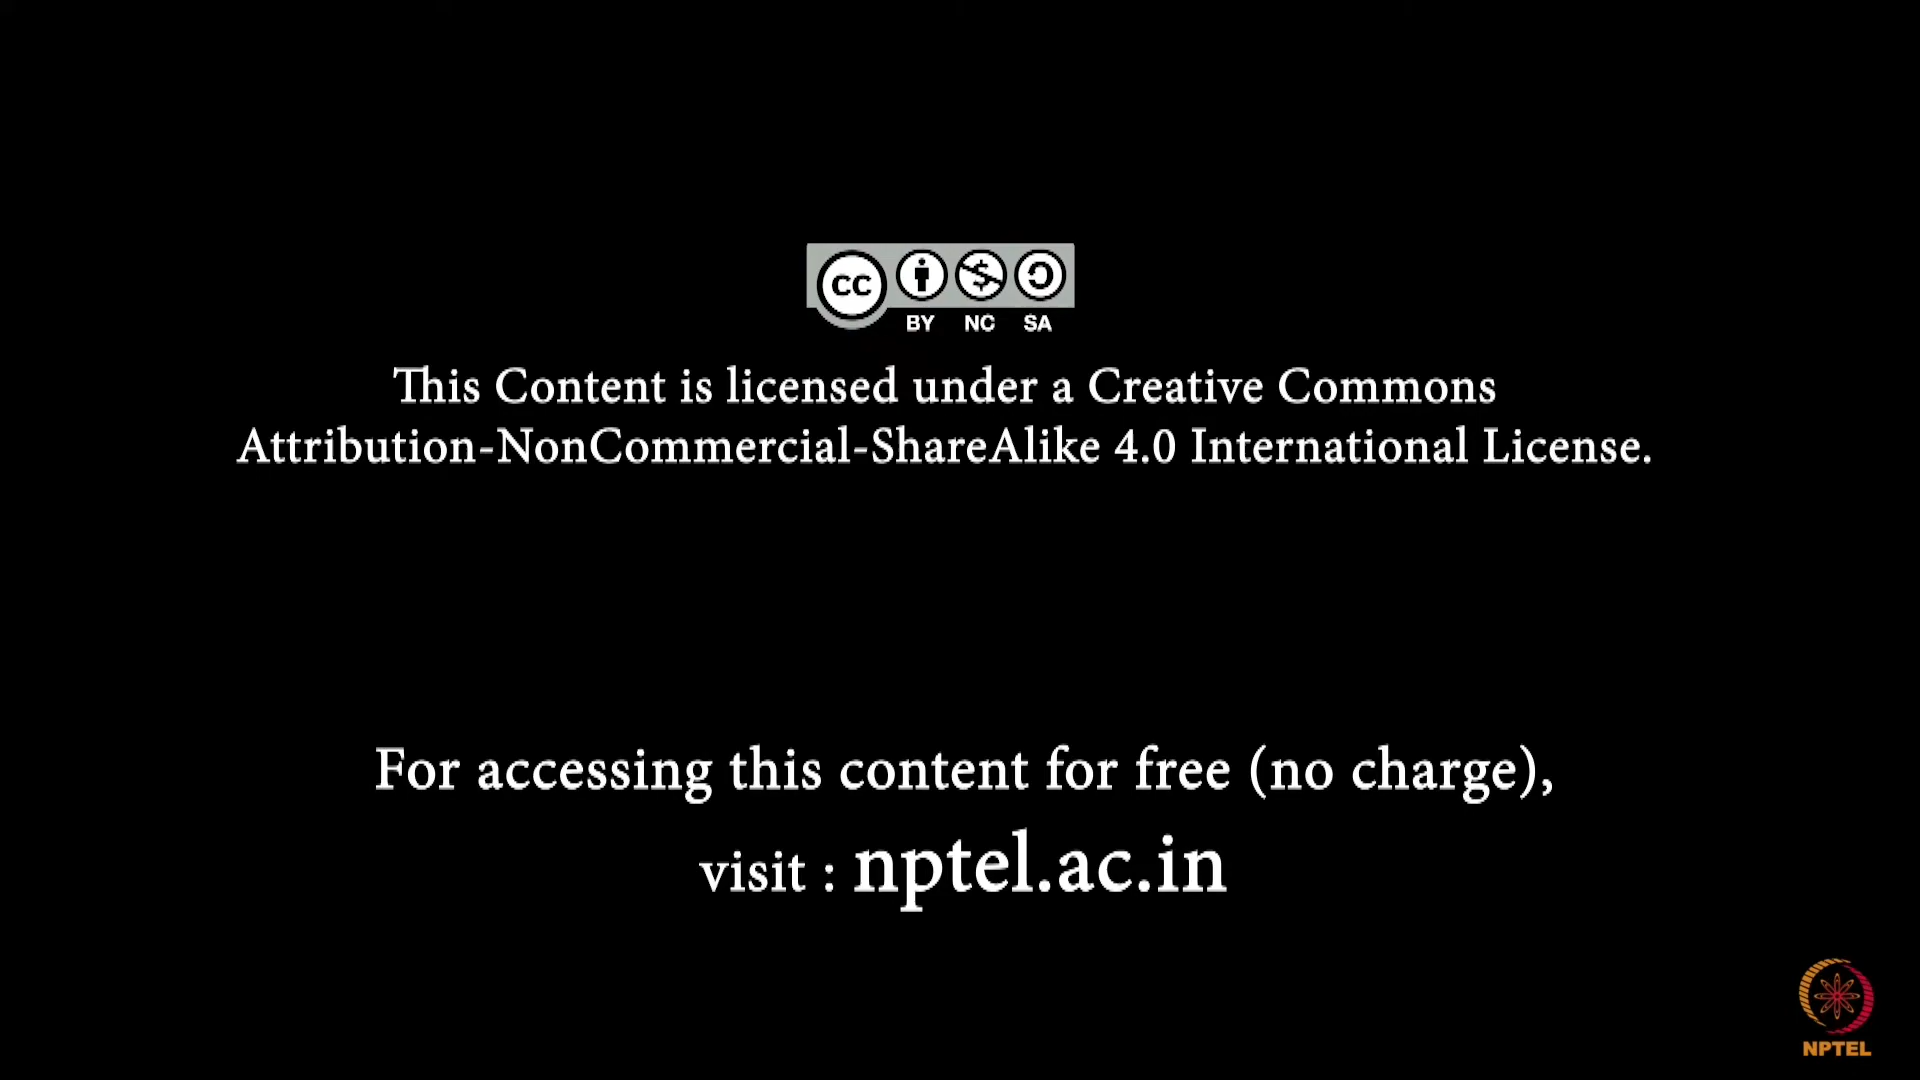 CC
BY NC SA
This Content is licensed under a Creative Commons
Attribution-NonCommercial-ShareAlike 4.0 International License.
For accessing this content for free (no charge),
visit : nptel.ac.in
NPTEL